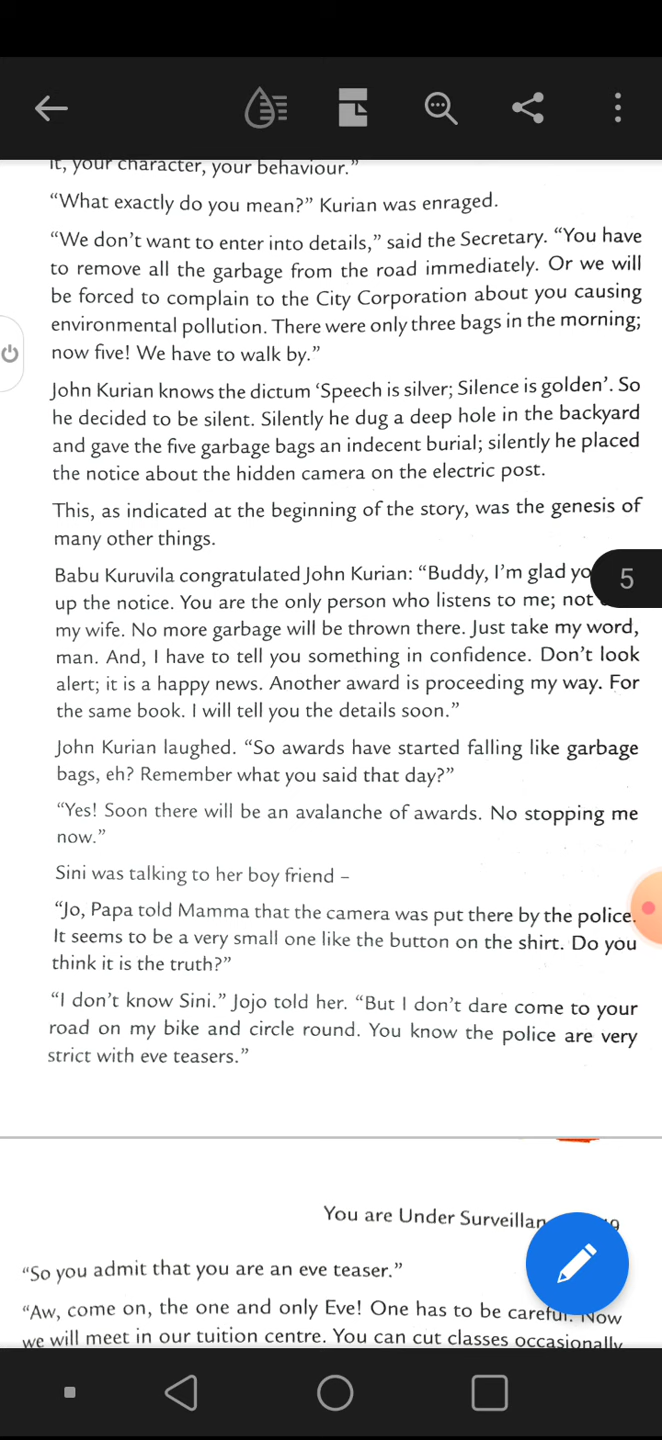 it, your character, your behaviour.”
“What exactly do you mean?” Kurian was enraged.
“We don’t want to enter into details,” said the Secretary. “You have
to remove all the garbage from the road immediately. Or we will
be forced to complain to the City Corporation about you causing
environmental pollution. There were only three bags in the morning;
now five! We have to walk by.”
John Kurian knows the dictum ‘Speech is silver; Silence is golden’. So
he decided to be silent. Silently he dug a deep hole in the backyard
and gave the five garbage bags an indecent burial; silently he placed
the notice about the hidden camera on the electric post.
This, as indicated at the beginning of the story, was the genesis of
many other things.
Babu Kuruvila congratulated John Kurian: “Buddy, I’m glad
5
up the notice. You are the only person who listens to me; not
my wife. No more garbage will be thrown there. Just take my word,
man. And, I have to tell you something in confidence. Don’t look
alert; it is a happy news. Another award is proceeding my way. For
the same book. I will tell you the details soon.”
John Kurian laughed. “So awards have started falling like garbage
bags, eh? Remember what you said that day?”
“Yes! Soon there will be an avalanche of awards. No stopping me
now.”
Sini was talking to her boy friend –
“Jo, Papa told Mamma that the camera was put there by the police.
It seems to be a very small one like the button on the shirt. Do you
think it is the truth?”
“I don’t know Sini.” Jojo told her. “But I don’t dare come to your
road on my bike and circle round. You know the police are very
strict with eve teasers.”
You are Under
“So you admit that you are an eve teaser.”
“Aw, come on, the one and only Eve! One has to be careful. Now
we will meet in our tuition centre. You can cut classes occasionally